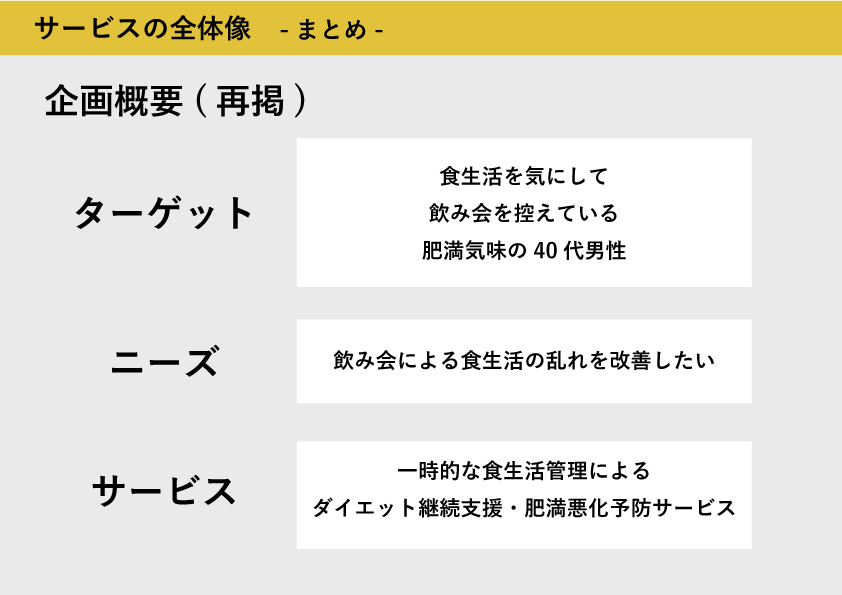 サービスの全体像　- まとめ -
企画概要 ( 再掲 )
ターゲット
食生活を気にして
飲み会を控えている
肥満気味の 40 代男性
ニーズ
飲み会による食生活の乱れを改善したい
サービス
一時的な食生活管理による
ダイエット継続支援・肥満悪化予防サービス